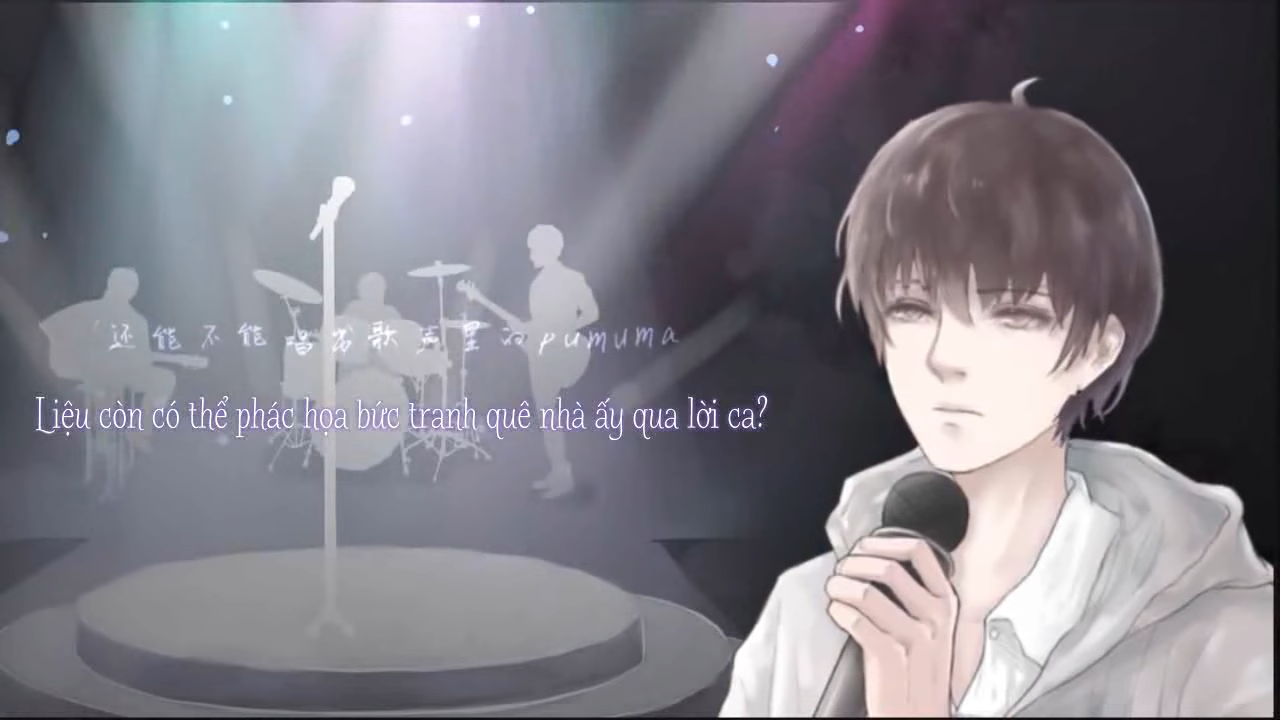 还能不能唱出歌声里的pumuma
Liệu còn có thể phác họa bức tranh quê nhà ấy qua lời ca?